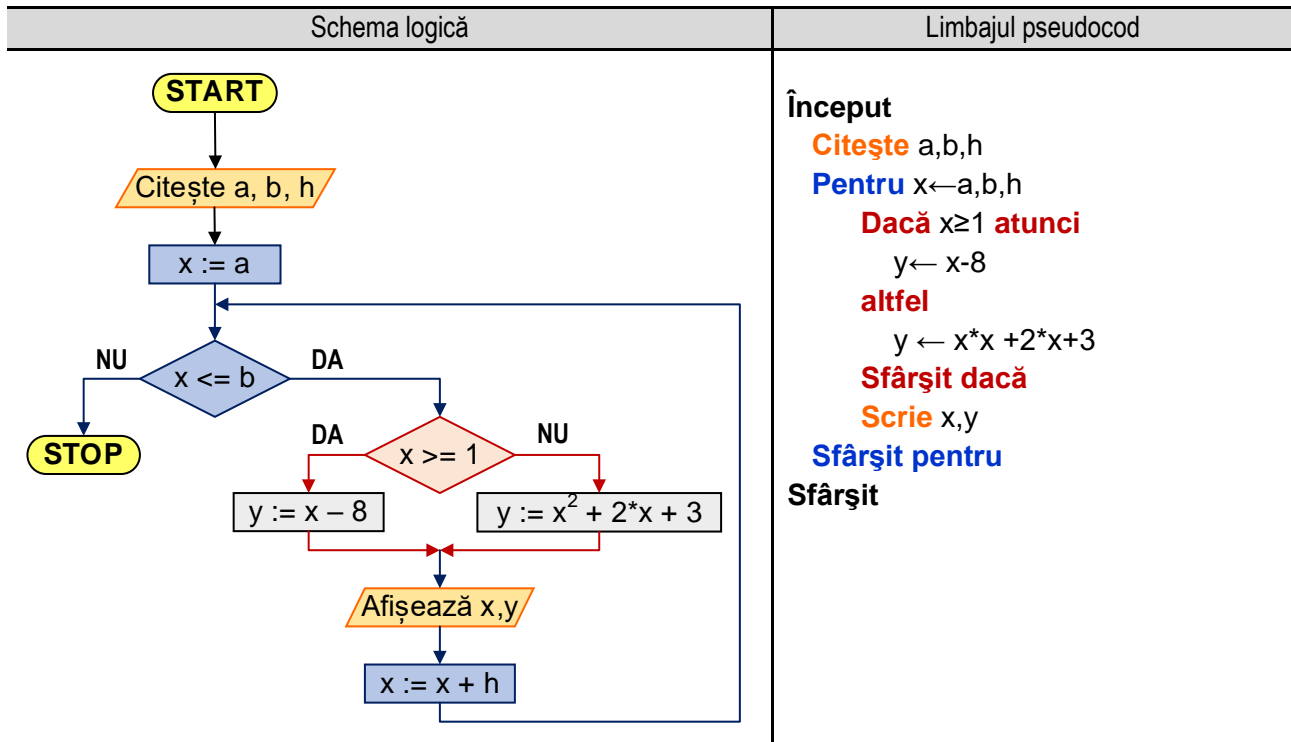 Schema logică
Limbajul pseudocod
START
Citește a, b, h
x := a
NU
x <= b
DA
STOP
DA
x >= 1
NU
y := x – 8
y := x² + 2*x + 3
Afișează x,y
x := x + h
Început
Citeşte a,b,h
Pentru x←a,b,h
Dacă x≥1 atunci
y← x-8
altfel
y ← x*x +2*x+3
Sfârşit dacă
Scrie x,y
Sfârşit pentru
Sfârşit